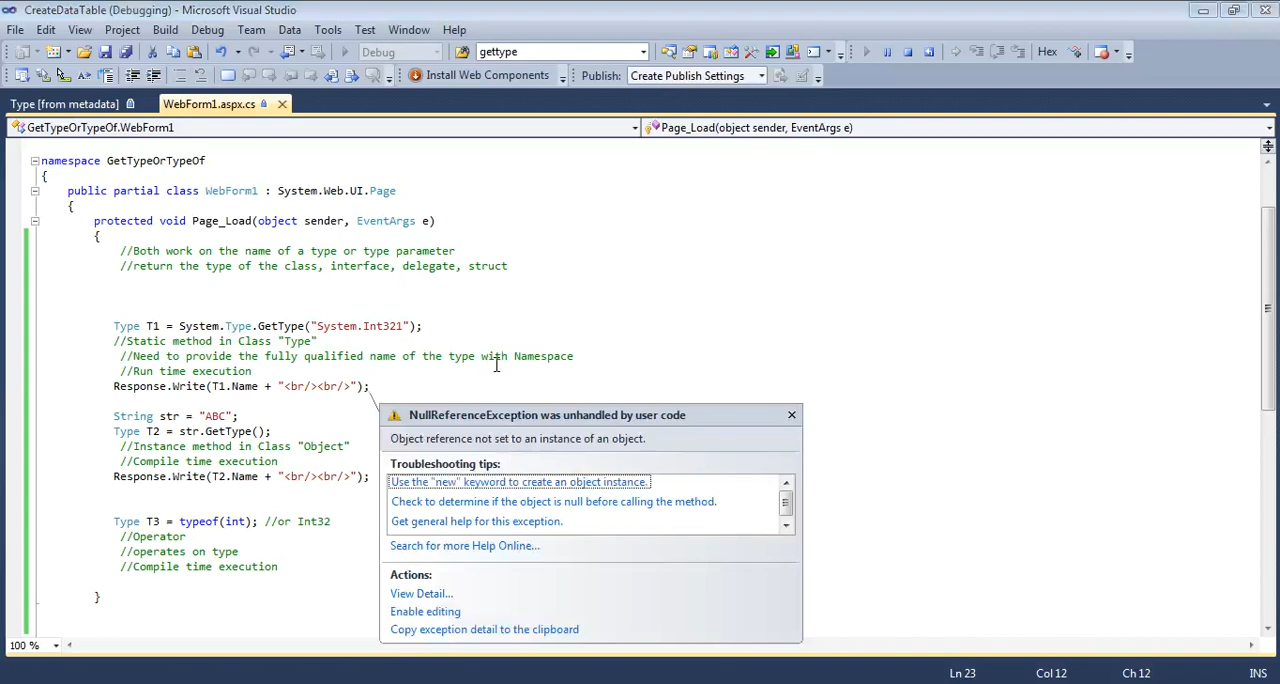 CreateDataTable (Debugging) - Microsoft Visual Studio
File Edit View Project Build Debug Team Data Tools Test Window Help
Debug gettype Hex
Install Web Components Publish: Create Publish Settings
Type [from metadata] WebForm1.aspx.cs
GetTypeOrTypeOf.WebForm1 Page_Load(object sender, EventArgs e)
namespace GetTypeOrTypeOf
{
public partial class WebForm1 : System.Web.UI.Page
{
protected void Page_Load(object sender, EventArgs e)
{
//Both work on the name of a type or type parameter
//return the type of the class, interface, delegate, struct
Type T1 = System.Type.GetType("System.Int321");
//Static method in Class "Type"
//Need to provide the fully qualified name of the type with Namespace
//Run time execution
Response.Write(T1.Name + "<br/><br/>");
String str = "ABC";
Type T2 = str.GetType();
//Instance method in Class "Object"
//Compile time execution
Response.Write(T2.Name + "<br/><br/>");
Type T3 = typeof(int); //or Int32
//Operator
//operates on type
//Compile time execution
}
NullReferenceException was unhandled by user code
Object reference not set to an instance of an object.
Troubleshooting tips:
Use the "new" keyword to create an object instance.
Check to determine if the object is null before calling the method.
Get general help for this exception.
Search for more Help Online...
Actions:
View Detail...
Enable editing
Copy exception detail to the clipboard
100 %
Ln 23 Col 12 Ch 12 INS